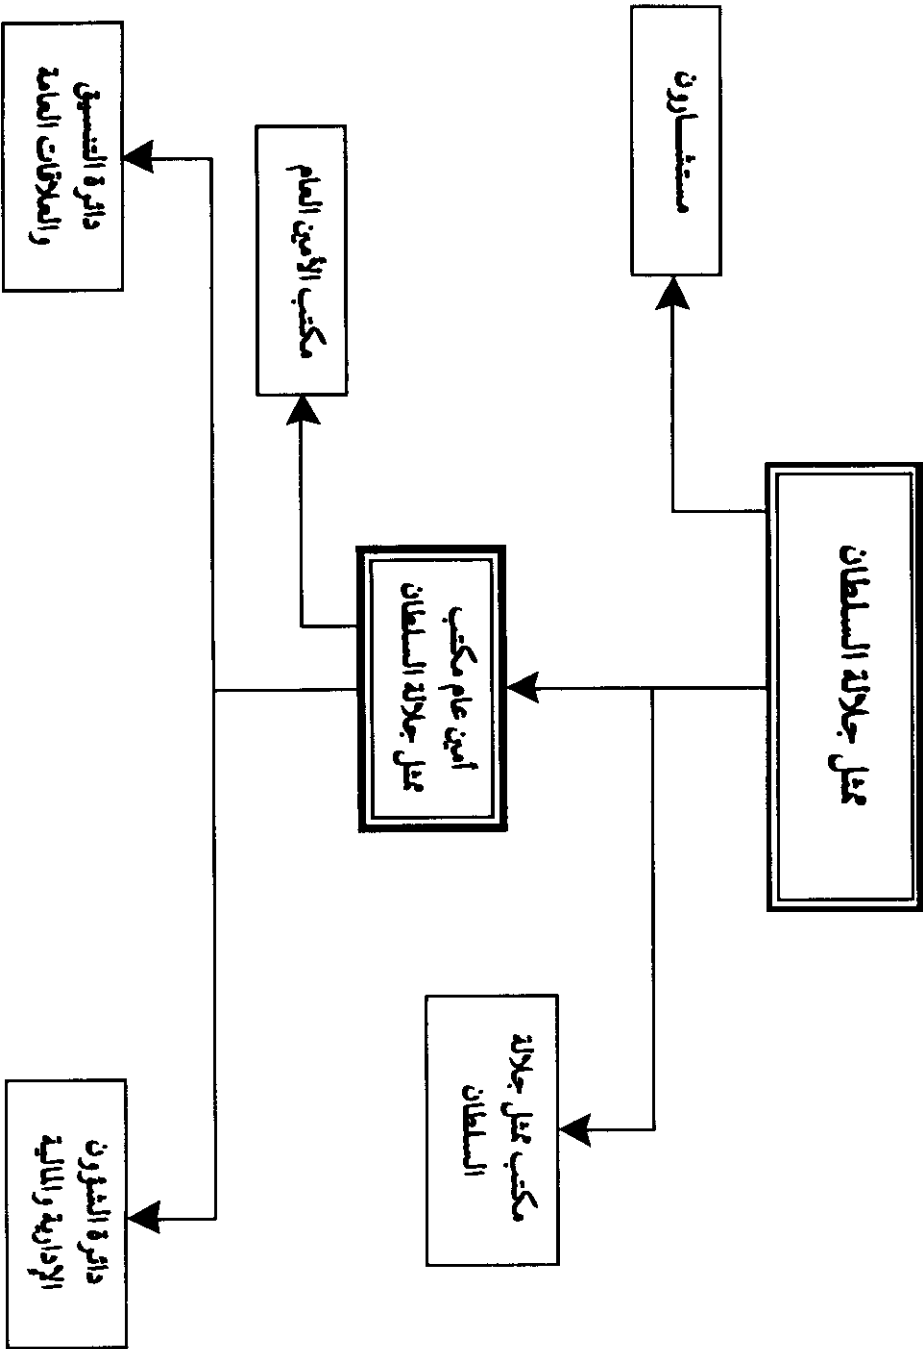 ممثل جلالة السلطان
مستشارون
مكتب ممثل جلالة
السلطان
أمين عام مكتب
ممثل جلالة السلطان
مكتب الأمين العام
دائرة الشؤون
الإدارية والمالية
دائرة التنسيق
والعلاقات العامة